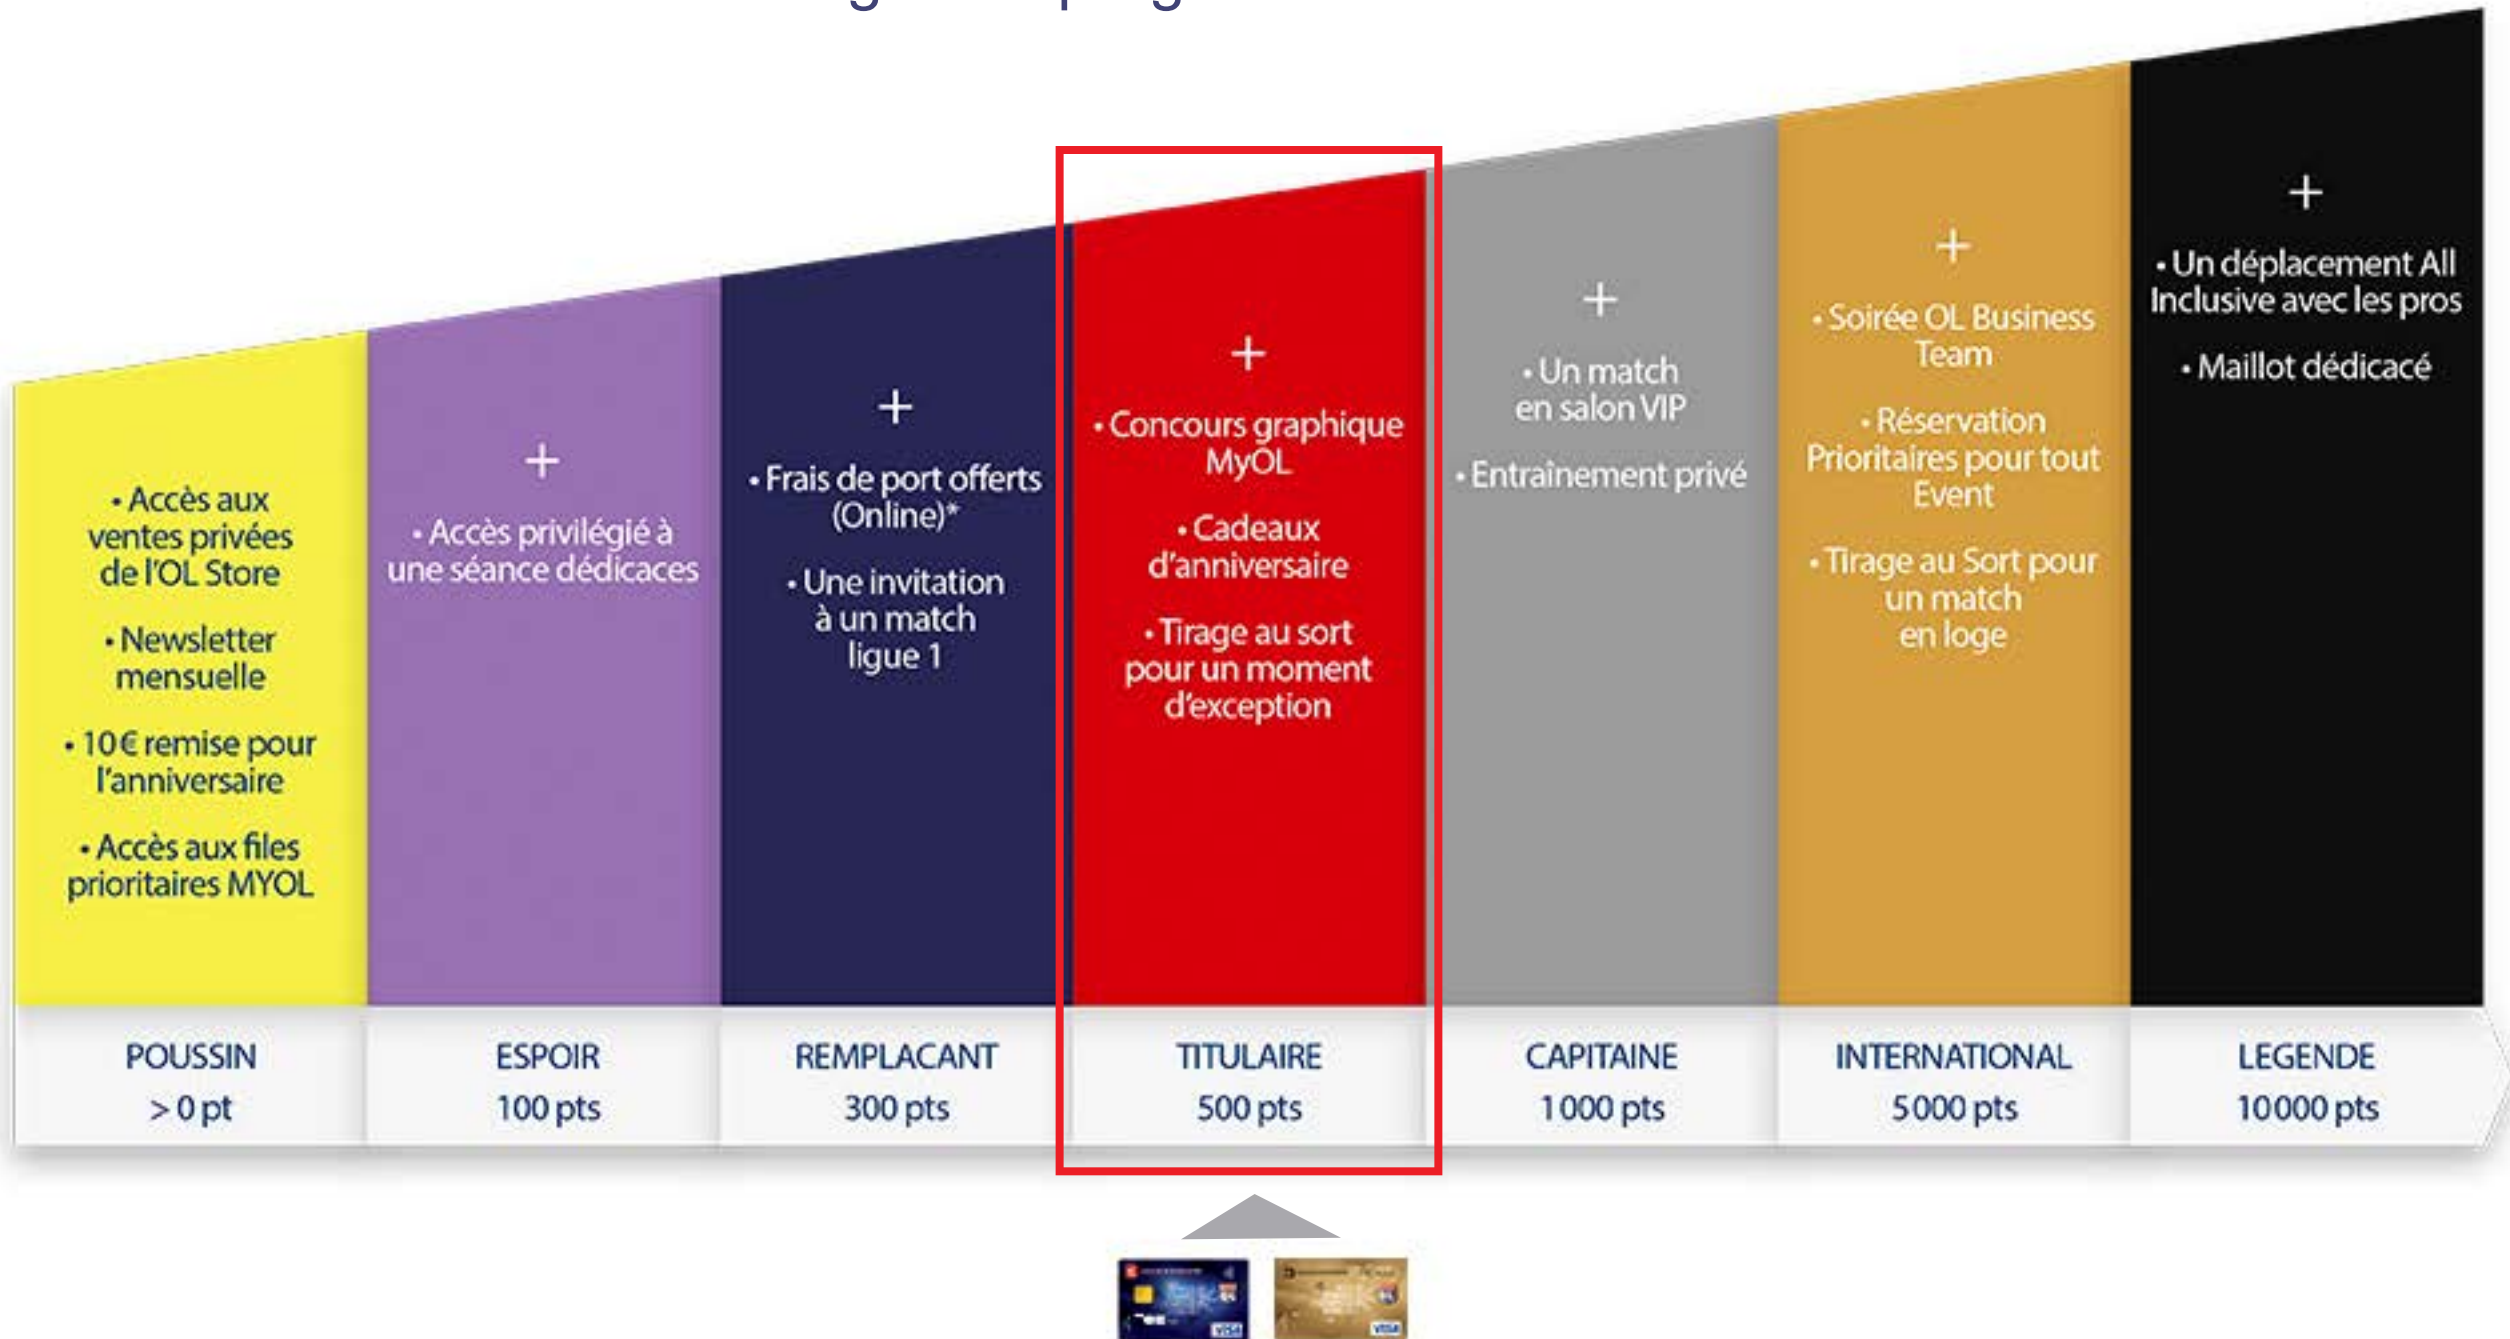 • Accès aux
ventes privées
de l'OL Store
• Newsletter
mensuelle
• 10€ remise pour
l'anniversaire
• Accès aux files
prioritaires MYOL
POUSSIN
> 0 pt
+
• Accès privilégié à
une séance dédicaces
ESPOIR
100 pts
+
• Frais de port offerts
(Online)*
• Une invitation
à un match
ligue 1
REMPLACANT
300 pts
+
• Concours graphique
MyOL
• Cadeaux
d'anniversaire
• Tirage au sort
pour un moment
d'exception
TITULAIRE
500 pts
+
• Un match
en salon VIP
• Entraînement privé
CAPITAINE
1000 pts
+
• Soirée OL Business
Team
• Réservation
Prioritaires pour tout
Event
• Tirage au Sort pour
un match
en loge
INTERNATIONAL
5000 pts
+
• Un déplacement All
Inclusive avec les pros
• Maillot dédicacé
LEGENDE
10000 pts
VISA
VISA